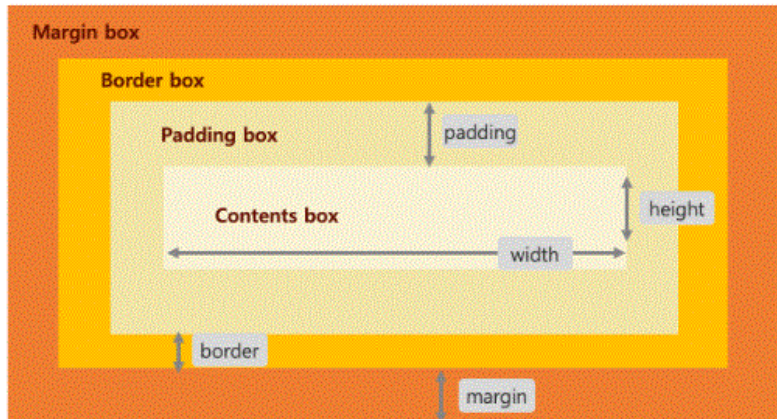 Margin box
Border box
Padding box
padding
Contents box
height
width
border
margin